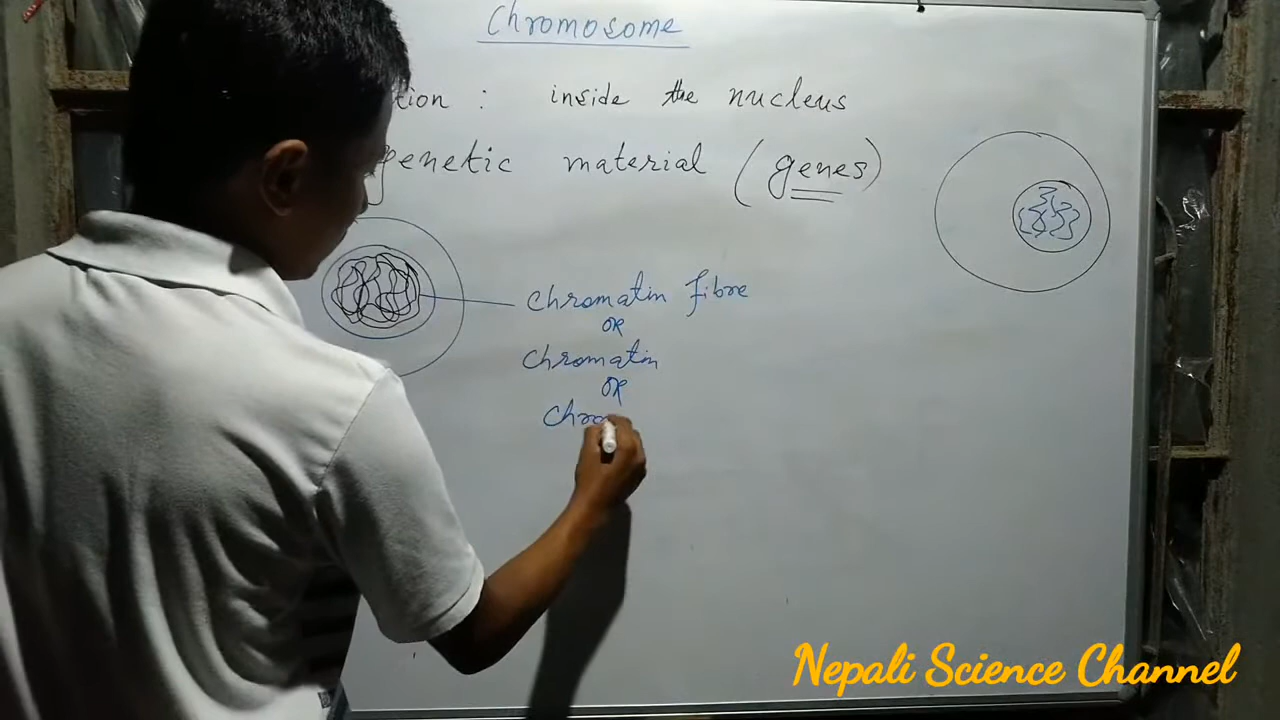 Chromosome
tion : inside the nucleus
genetic material (genes)
Chromatin fibre
OR
Chromatin
OR
Chro
Nepali Science Channel